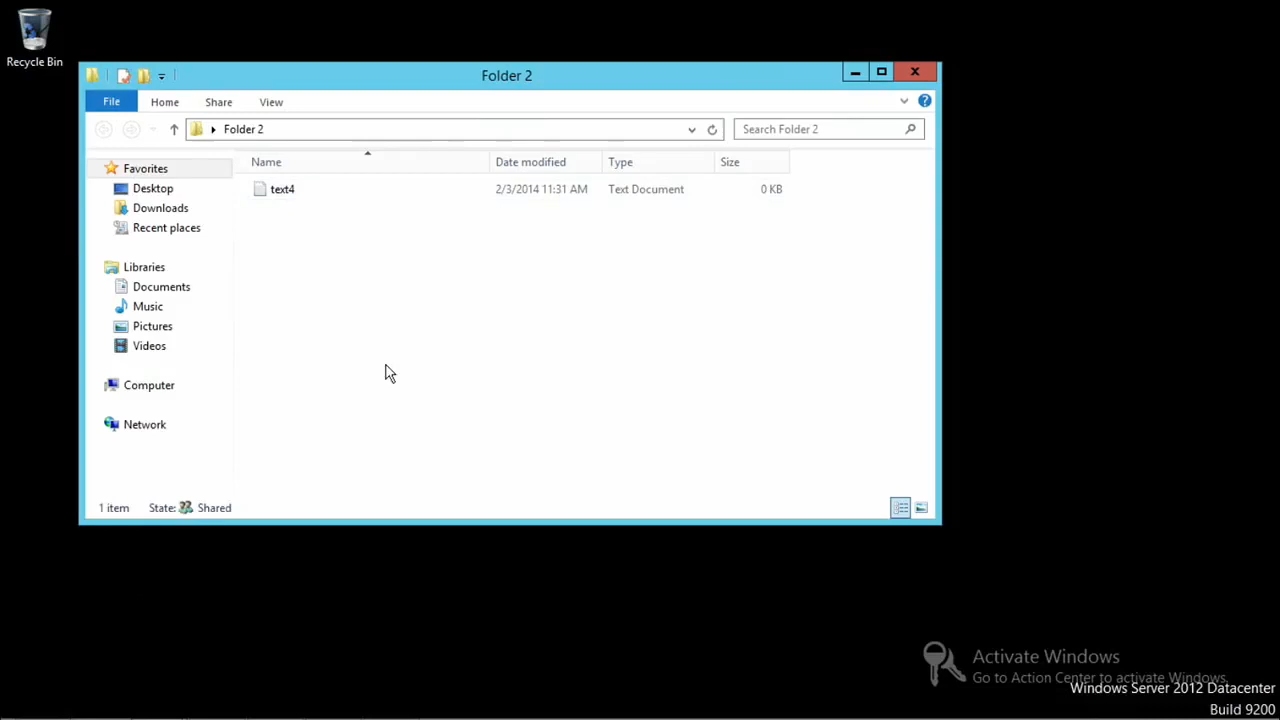 Recycle Bin
Folder 2
File Home Share View
Folder 2
Search Folder 2
Name Date modified Type Size
text4 2/3/2014 11:31 AM Text Document 0 KB
Favorites
Desktop
Downloads
Recent places
Libraries
Documents
Music
Pictures
Videos
Computer
Network
1 item State: Shared
Activate Windows
Go to Action Center to activate Windows.
Windows Server 2012 Datacenter
Build 9200